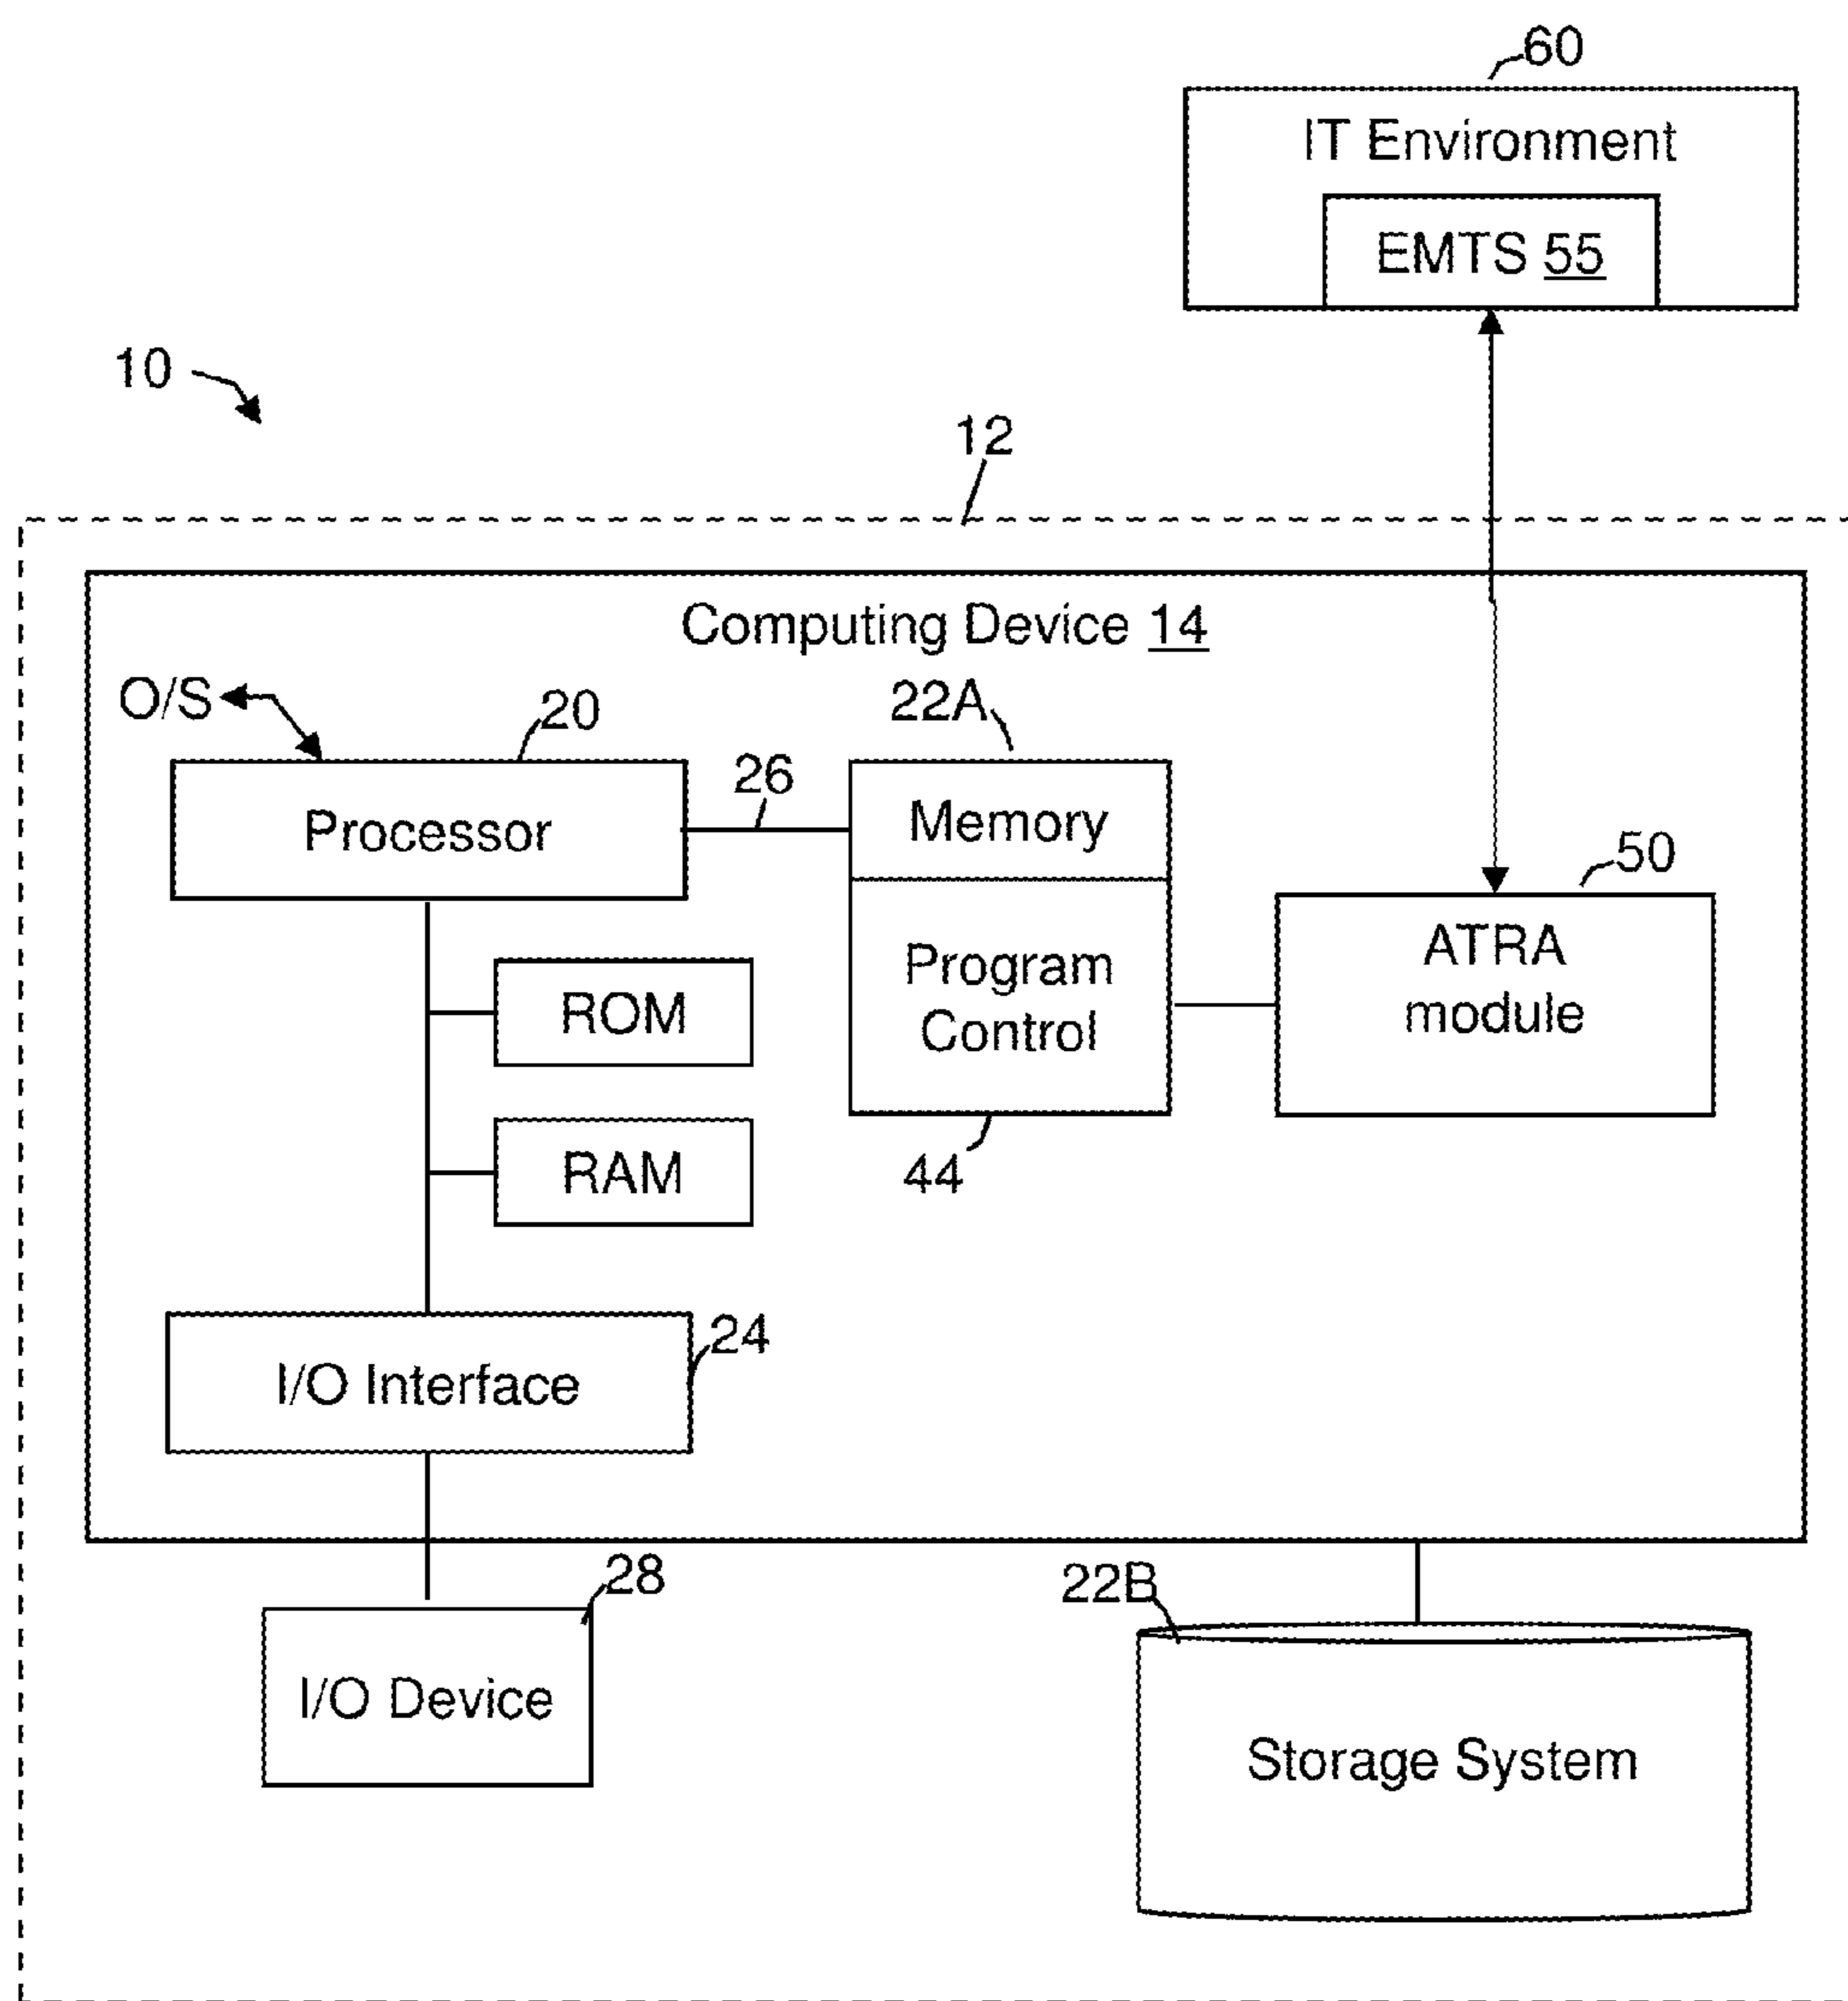 60
IT Environment
EMTS 55
10
12
Computing Device 14
O/S
20
22A
26
Processor
Memory
50
ATRA
module
Program
Control
ROM
RAM
44
24
I/O Interface
28
22B
I/O Device
Storage System